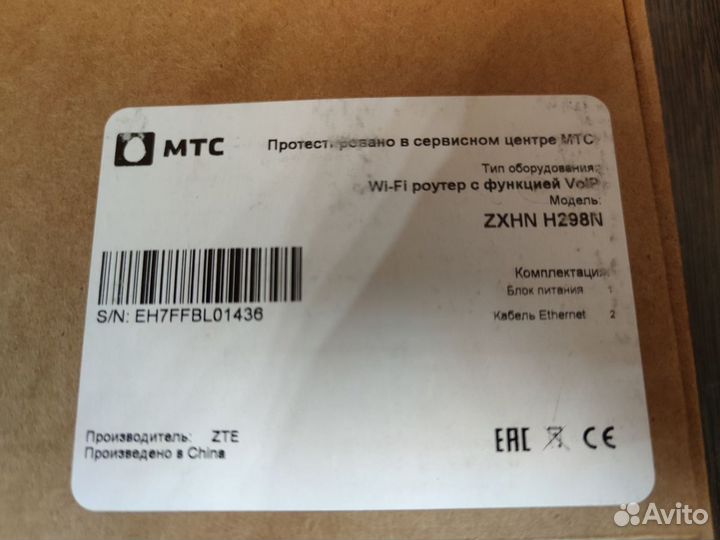 МТС
Протестировано в сервисном центре МТС
Тип оборудования:
Wi-Fi роутер с функцией VoIP
Модель:
ZXHN H298N
Комплектация:
Блок питания 1
Кабель Ethernet 2
S/N: EH7FFBL01436
Производитель: ZTE
Произведено в China
EAC CE
Avito